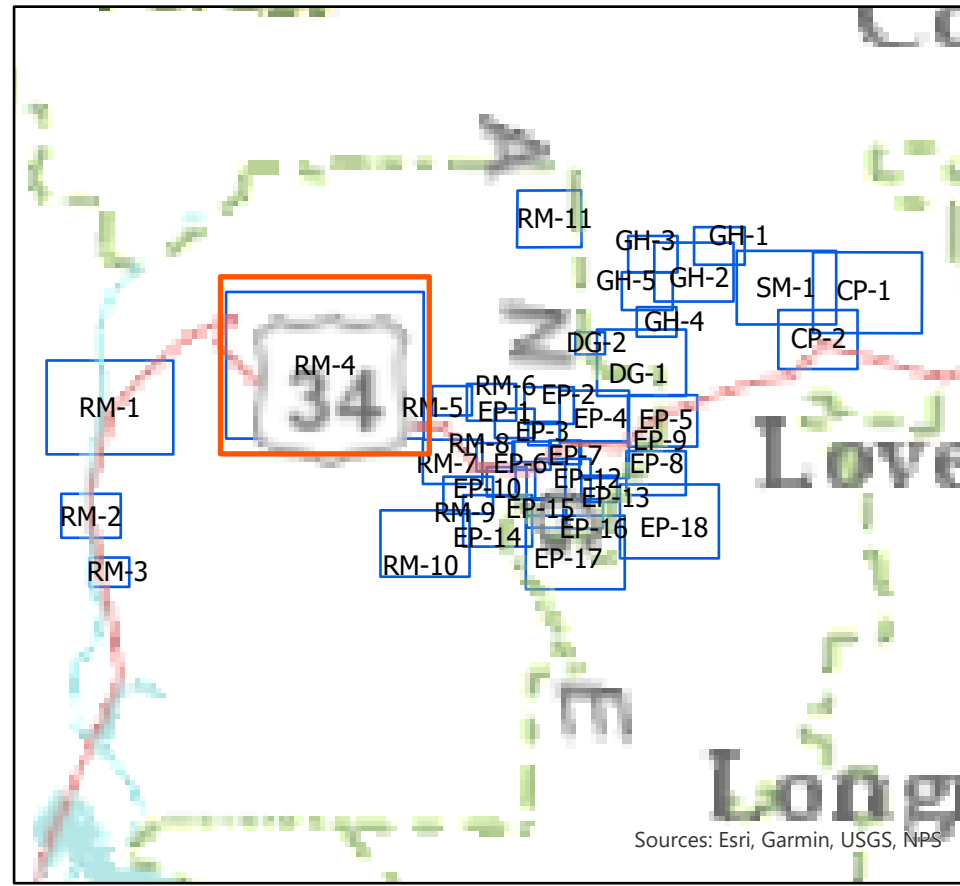 A
RM-11
GH-1
GH-3
GH-2
GH-5
SM-1
CP-1
GH-4
N
CP-2
DG-2
DG-1
RM-4
34
RM-1
RM-6
EP-2
RM-5
EP-1
EP-4
EP-5
EP-3
EP-9
RM-8
EP-7
RM-7
EP-6
EP-8
EP-12
EP-10
EP-13
RM-9
EP-15
RM-2
EP-16
EP-18
EP-14
EP-17
RM-10
RM-3
E
Love
Long
Sources: Esri, Garmin, USGS, NPS